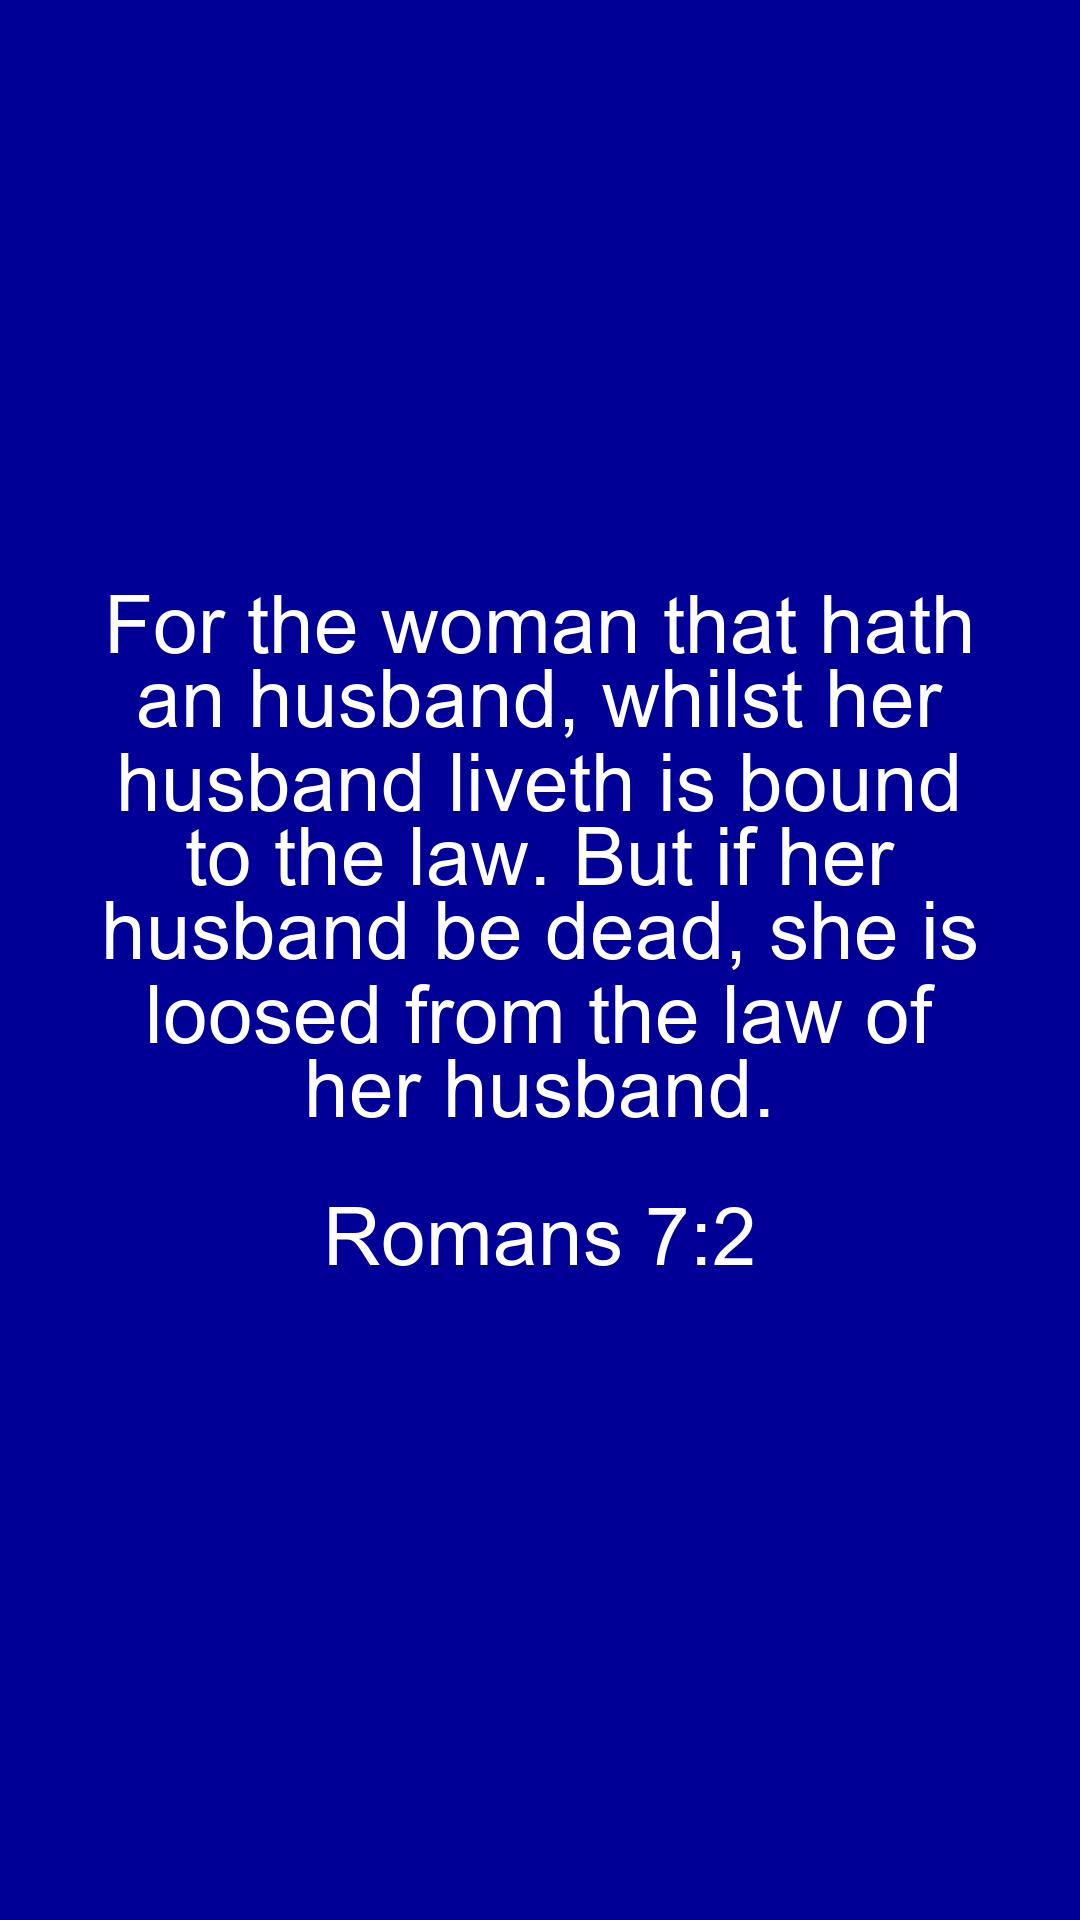 For the woman that hath
an husband, whilst her
husband liveth is bound
to the law. But if her
husband be dead, she is
loosed from the law of
her husband.
Romans 7:2